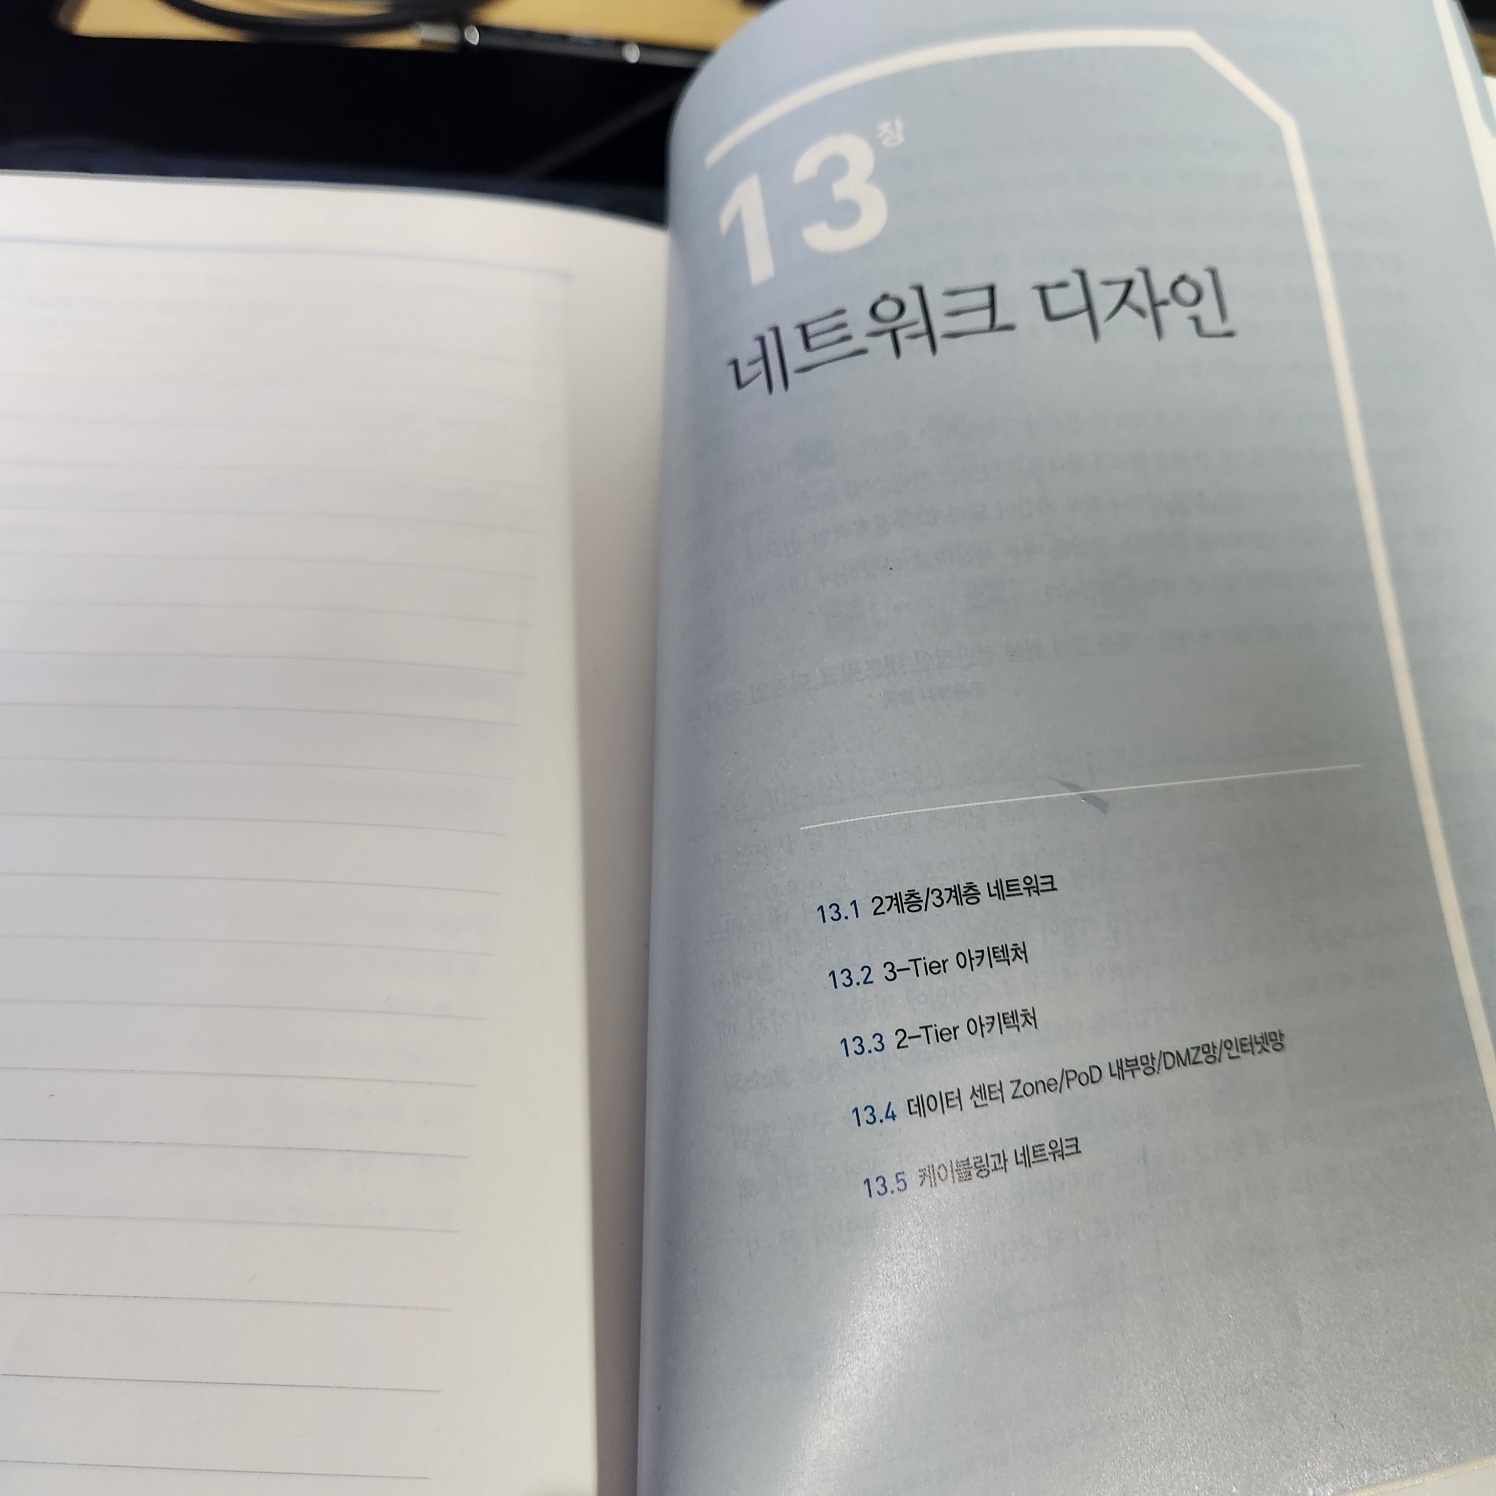 13장
네트워크 디자인
13.1 2계층/3계층 네트워크
13.2 3-Tier 아키텍처
13.3 2-Tier 아키텍처
13.4 데이터 센터 Zone/PoD 내부망/DMZ망/인터넷망
13.5 케이블링과 네트워크